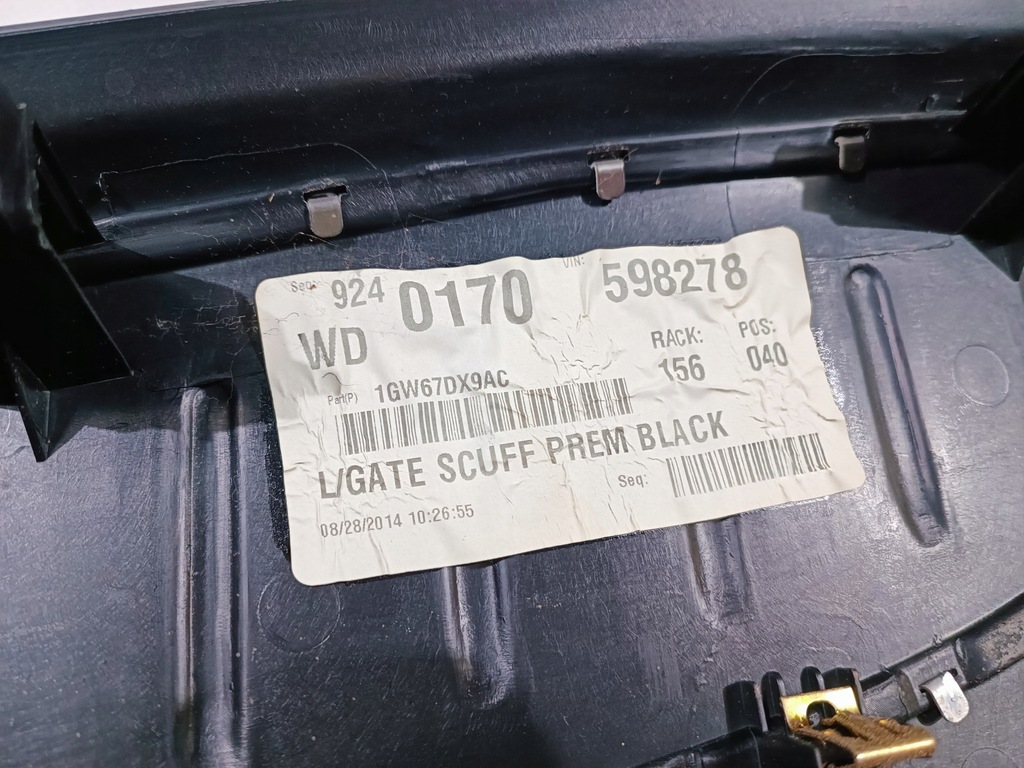 Seq: 924 0170 VIN: 598278
WD RACK: POS:
156 040
Part(P) 1GW67DX9AC
L/GATE SCUFF PREM BLACK
Seq:
08/28/2014 10:26:55